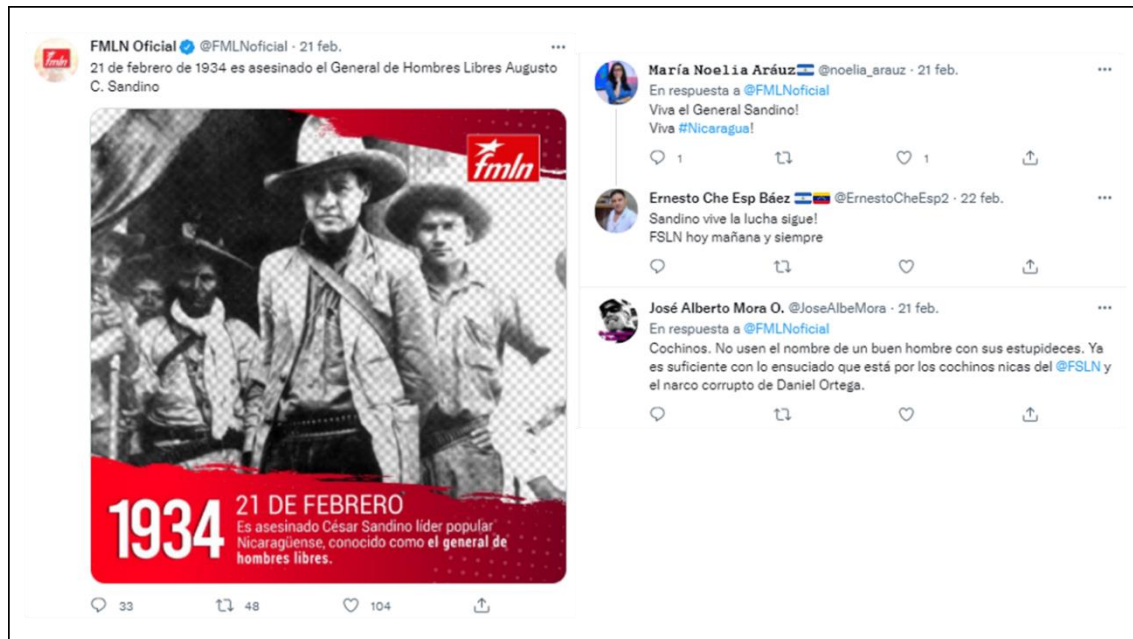 FMLN Oficial @FMLNoficial · 21 feb.
21 de febrero de 1934 es asesinado el General de Hombres Libres Augusto
C. Sandino
fmln
fmln
1934
21 DE FEBRERO
Es asesinado César Sandino líder popular
Nicaragüense, conocido como el general de
hombres libres.
33 48 104
María Noelia Aráuz @noelia_arauz · 21 feb.
En respuesta a @FMLNoficial
Viva el General Sandino!
Viva #Nicaragua!
1 1
Ernesto Che Esp Báez @ErnestoCheEsp2 · 22 feb.
Sandino vive la lucha sigue!
FSLN hoy mañana y siempre
José Alberto Mora O. @JoseAlbeMora · 21 feb.
En respuesta a @FMLNoficial
Cochinos. No usen el nombre de un buen hombre con sus estupideces. Ya
es suficiente con lo ensuciado que está por los cochinos nicas del @FSLN y
el narco corrupto de Daniel Ortega.